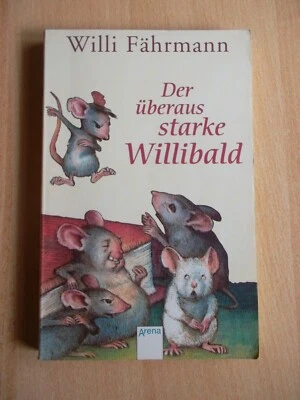 Willi Fährmann
Der
überaus
starke
Willibald
Arena